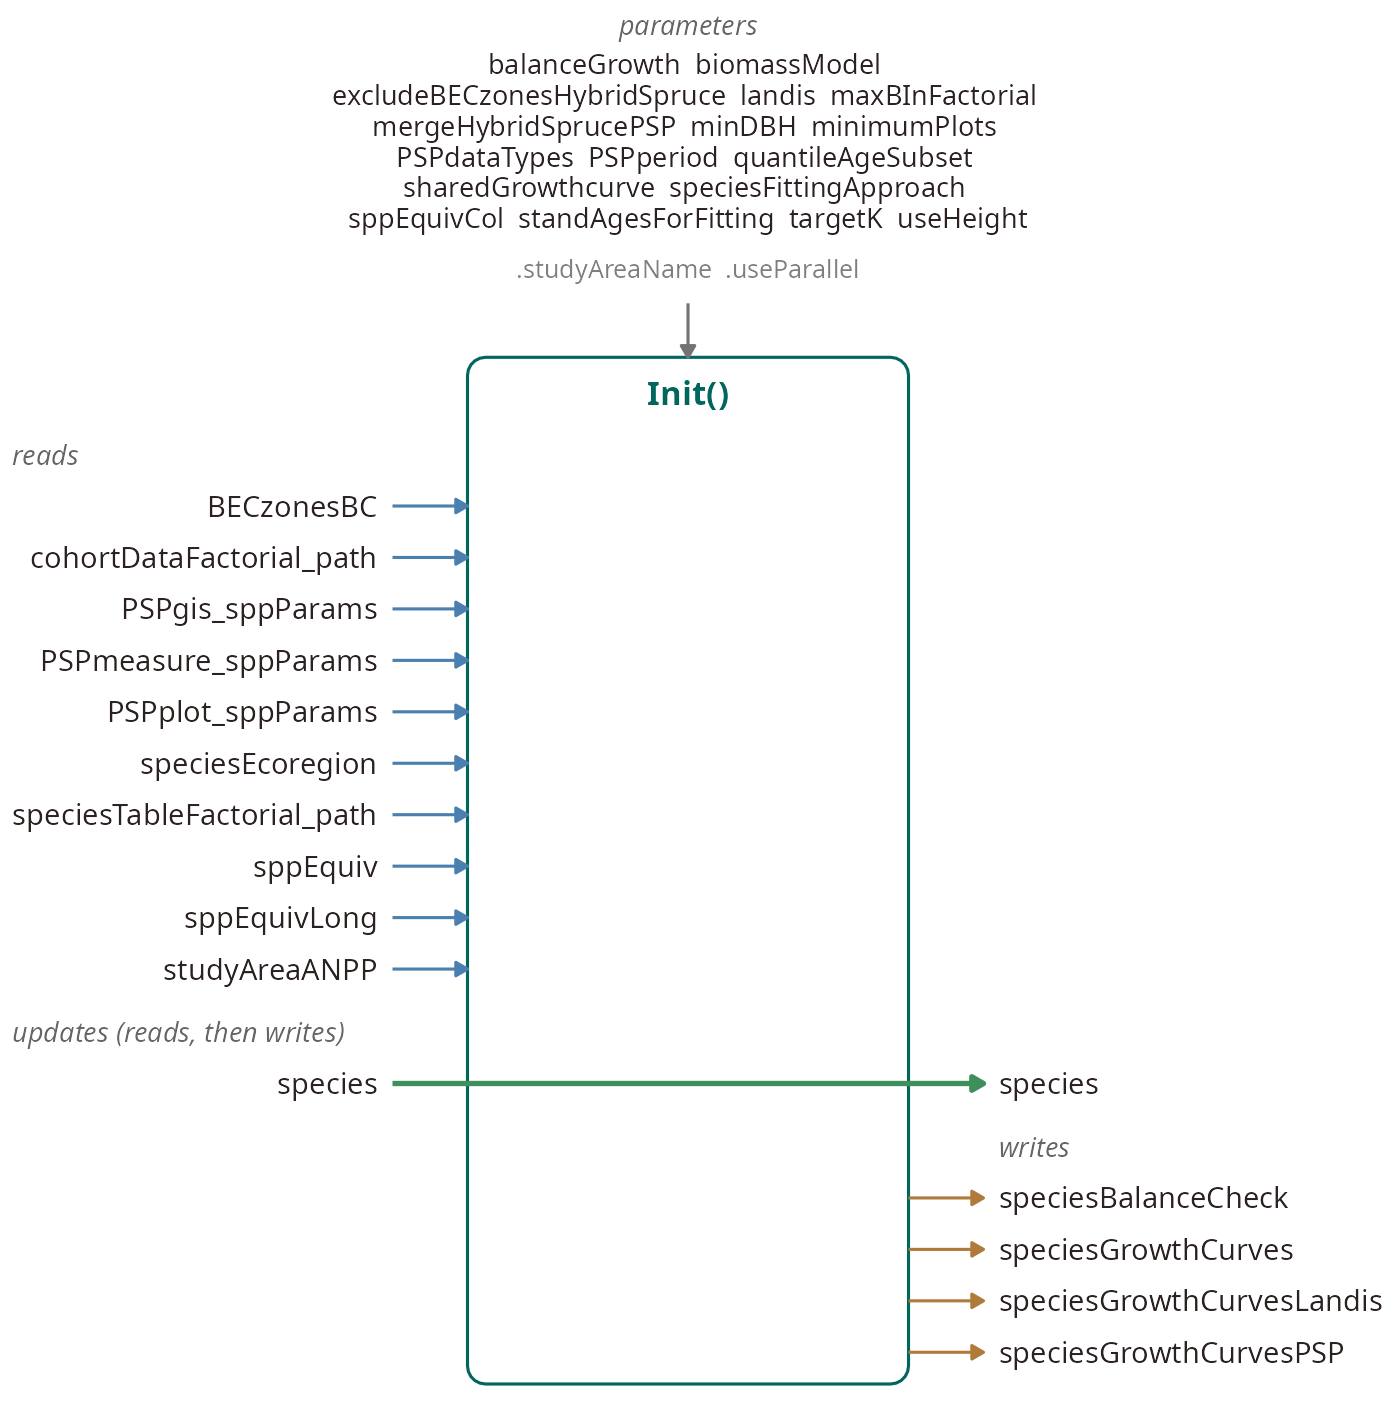 parameters
balanceGrowth biomassModel
excludeBECzonesHybridSpruce landis maxBInFactorial
mergeHybridSprucePSP minDBH minimumPlots
PSPdataTypes PSPperiod quantileAgeSubset
sharedGrowthcurve speciesFittingApproach
sppEquivCol standAgesForFitting targetK useHeight
.studyAreaName .useParallel
Init()
reads
BECzonesBC
cohortDataFactorial_path
PSPgis_sppParams
PSPmeasure_sppParams
PSPplot_sppParams
speciesEcoregion
speciesTableFactorial_path
sppEquiv
sppEquivLong
studyAreaANPP
updates (reads, then writes)
species
species
writes
speciesBalanceCheck
speciesGrowthCurves
speciesGrowthCurvesLandis
speciesGrowthCurvesPSP